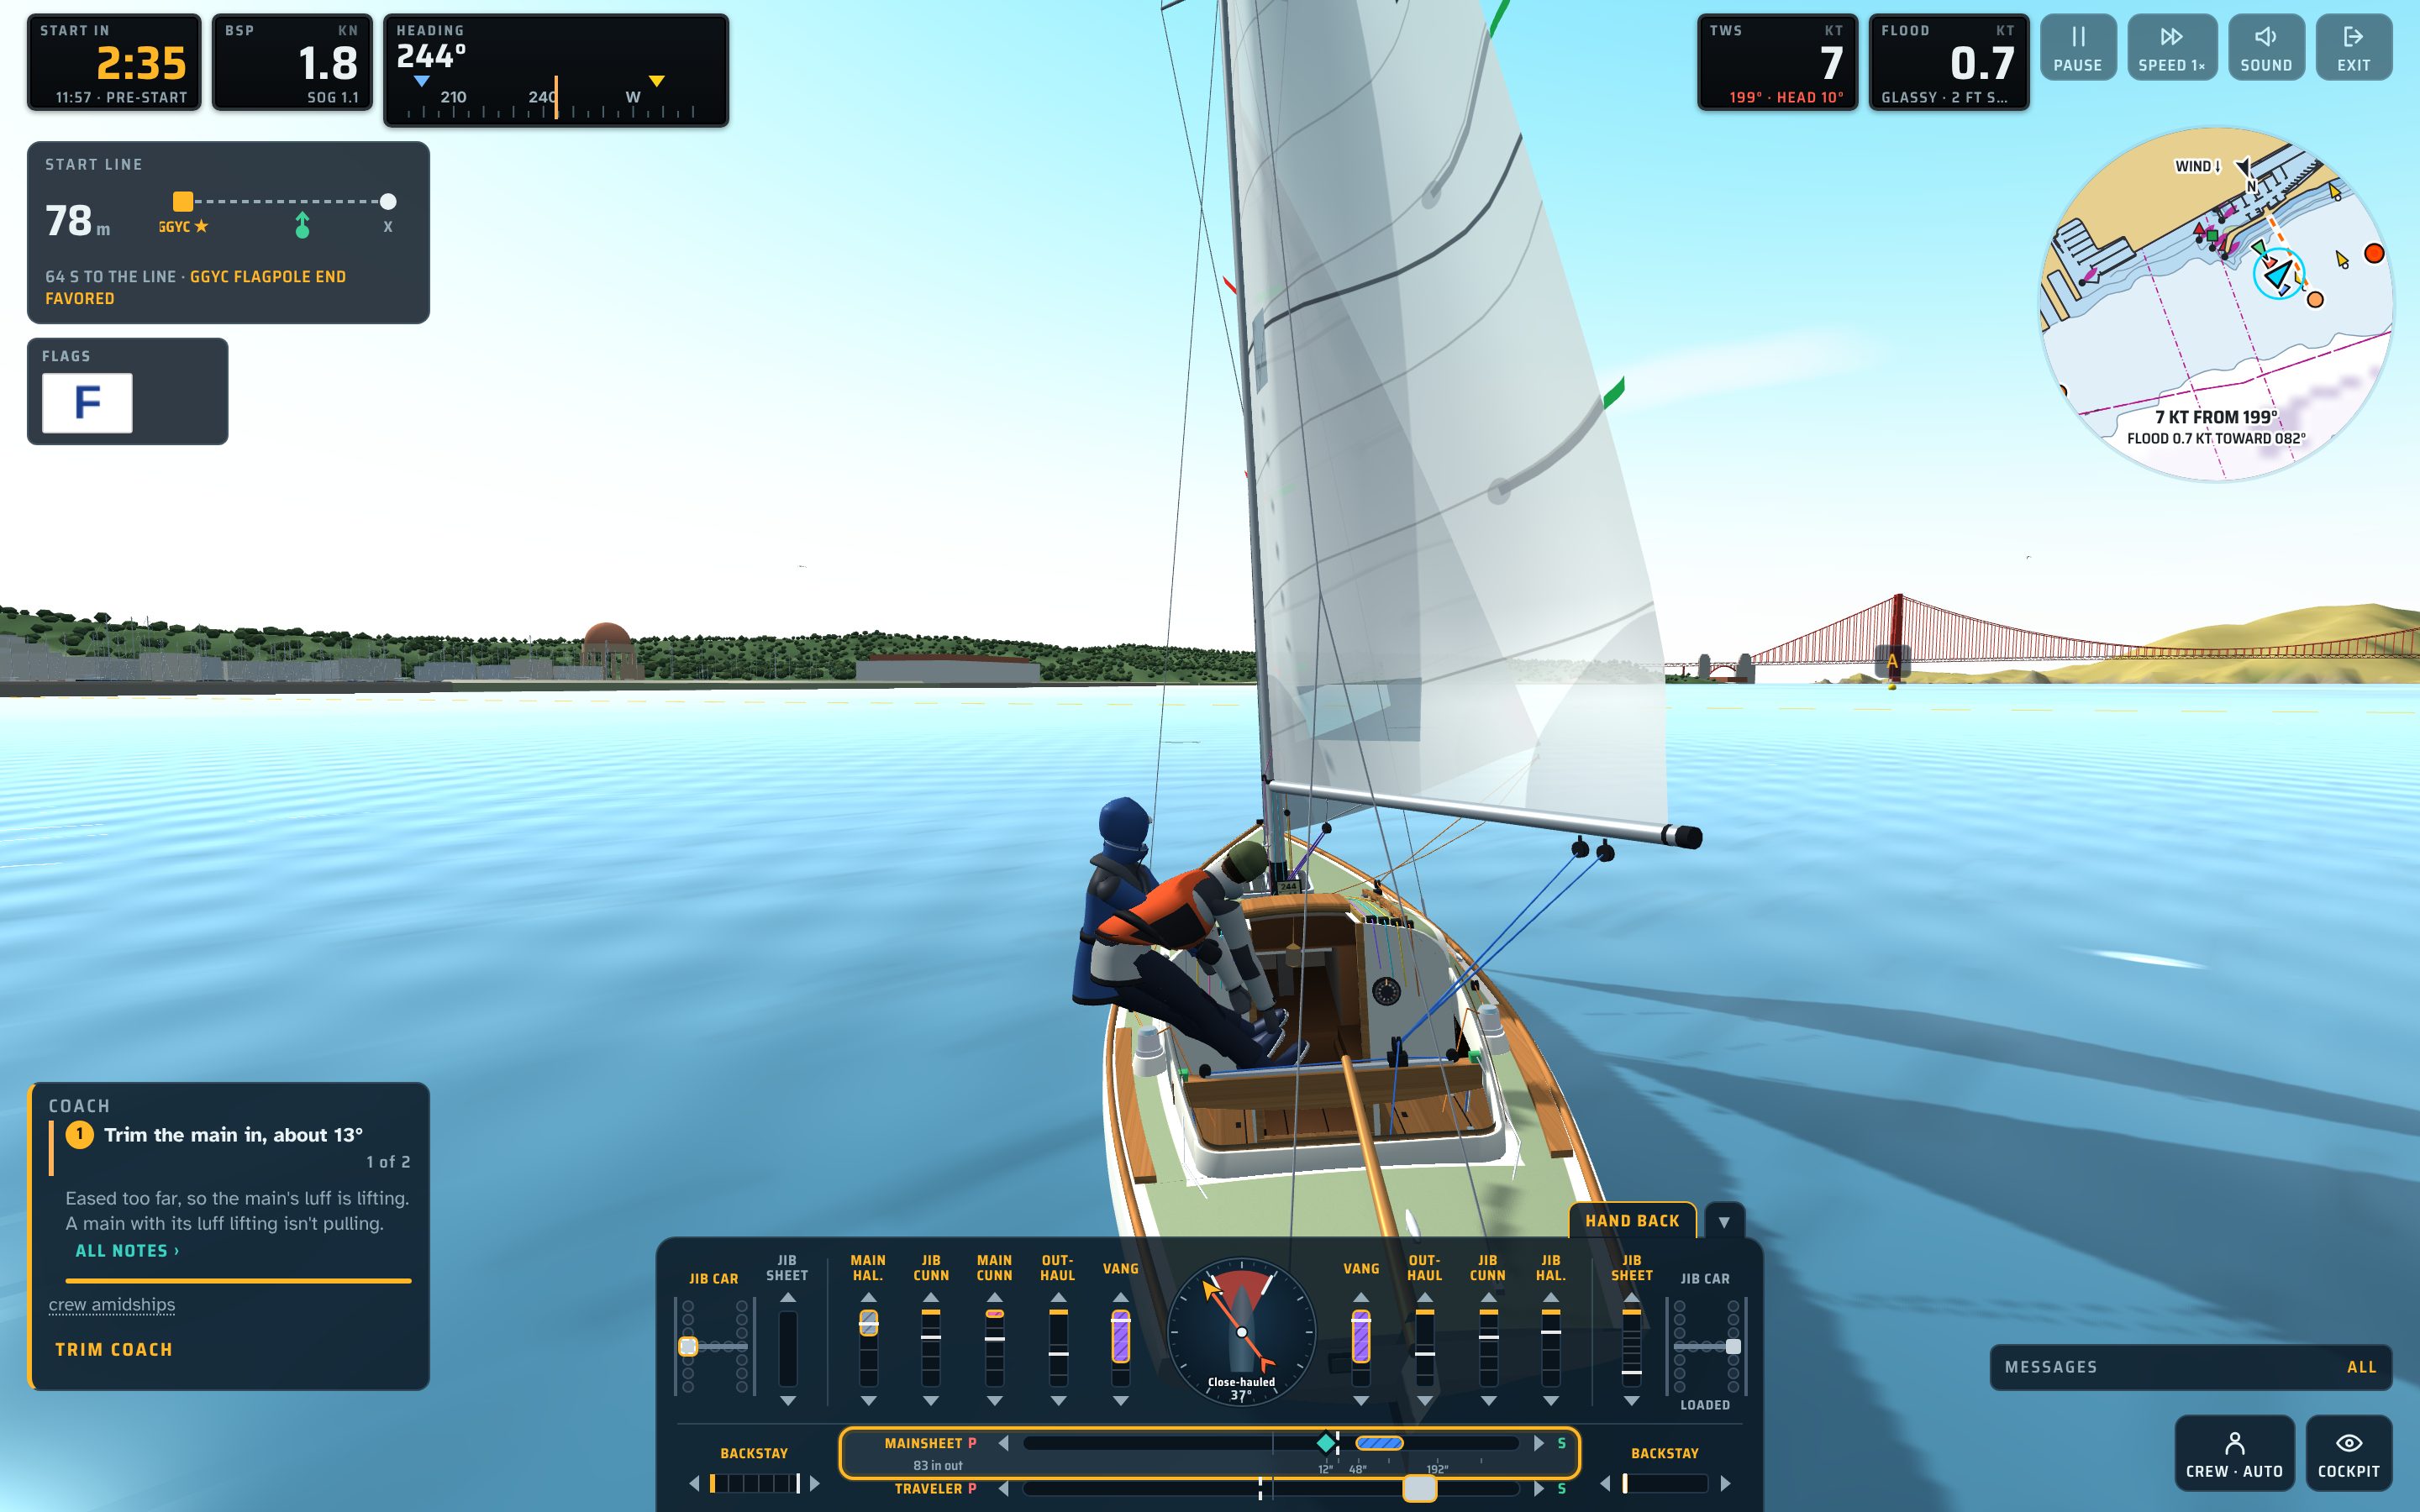 START IN
2:35
11:57 · PRE-START
BSP KN
1.8
SOG 1.1
HEADING
244°
210 240 W
TWS KT
7
199° · HEAD 10°
FLOOD KT
0.7
GLASSY · 2 FT S...
PAUSE
SPEED 1×
SOUND
EXIT
START LINE
78 m
GGYC ★
X
64 S TO THE LINE · GGYC FLAGPOLE END
FAVORED
FLAGS
F
WIND ↓
N
7 KT FROM 199°
FLOOD 0.7 KT TOWARD 082°
A
244
COACH
1 Trim the main in, about 13°
1 of 2
Eased too far, so the main's luff is lifting.
A main with its luff lifting isn't pulling.
ALL NOTES ›
crew amidships
TRIM COACH
HAND BACK
▼
JIB CAR
JIB
SHEET
MAIN
HAL.
JIB
CUNN
MAIN
CUNN
OUT-
HAUL
VANG
Close-hauled
37°
VANG
OUT-
HAUL
JIB
CUNN
JIB
HAL.
JIB
SHEET
JIB CAR
LOADED
BACKSTAY
MAINSHEET P
83 in out
S
12" 48" 192"
TRAVELER P
S
BACKSTAY
MESSAGES ALL
CREW · AUTO
COCKPIT